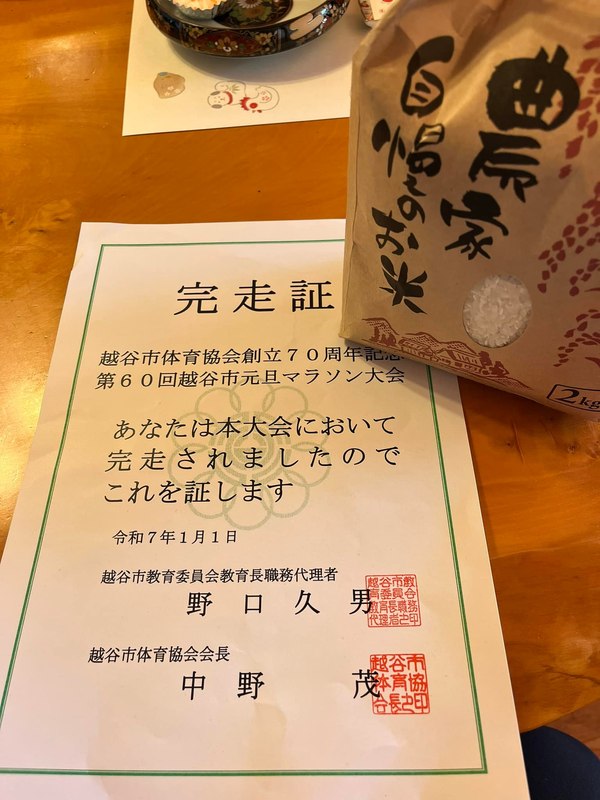 農家
自慢のお米
2kg
完走証
越谷市体育協会創立７０周年記念
第６０回越谷市元旦マラソン大会
あなたは本大会において
完走されましたので
これを証します
令和７年１月１日
越谷市教育委員会教育長職務代理者
野口久男
越谷市体育協会会長
中野茂